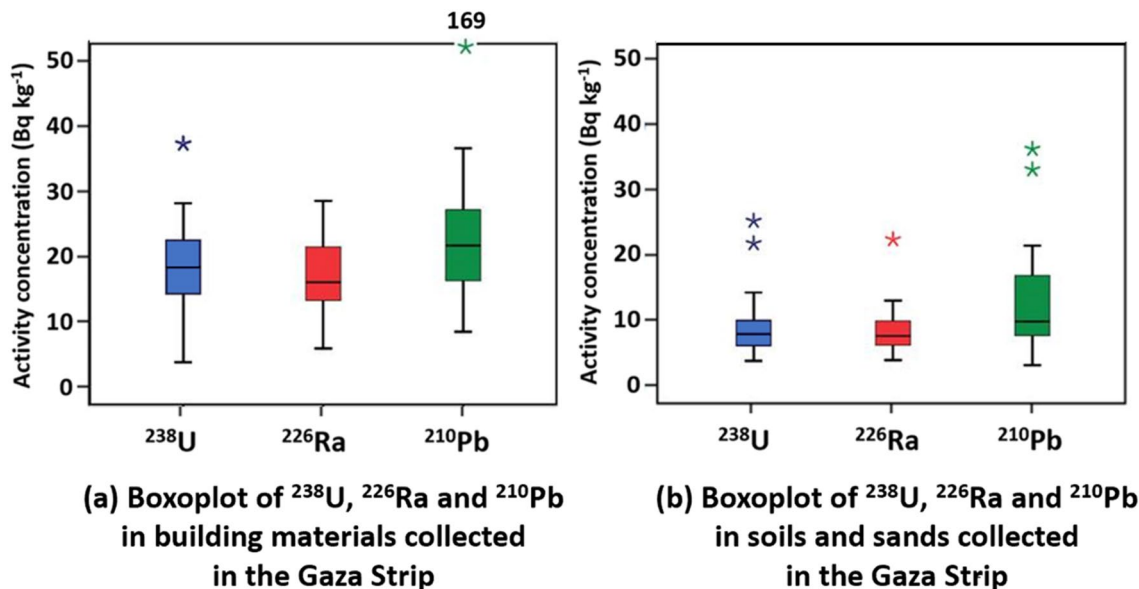 169
Activity concentration (Bq kg⁻¹)
50
40
30
20
10
0
²³⁸U ²²⁶Ra ²¹⁰Pb
(a) Boxoplot of ²³⁸U, ²²⁶Ra and ²¹⁰Pb
in building materials collected
in the Gaza Strip
Activity concentration (Bq kg⁻¹)
50
40
30
20
10
0
²³⁸U ²²⁶Ra ²¹⁰Pb
(b) Boxoplot of ²³⁸U, ²²⁶Ra and ²¹⁰Pb
in soils and sands collected
in the Gaza Strip